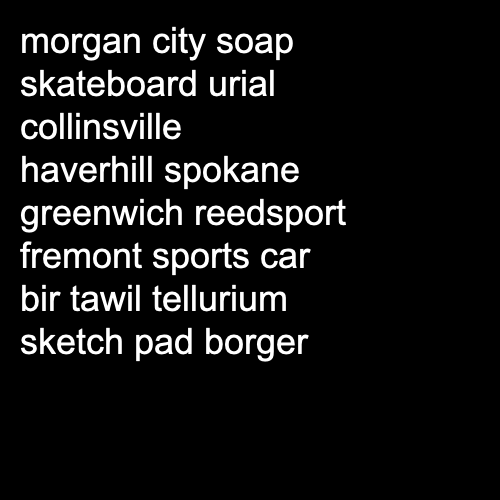 morgan city soap
skateboard urial
collinsville
haverhill spokane
greenwich reedsport
fremont sports car
bir tawil tellurium
sketch pad borger